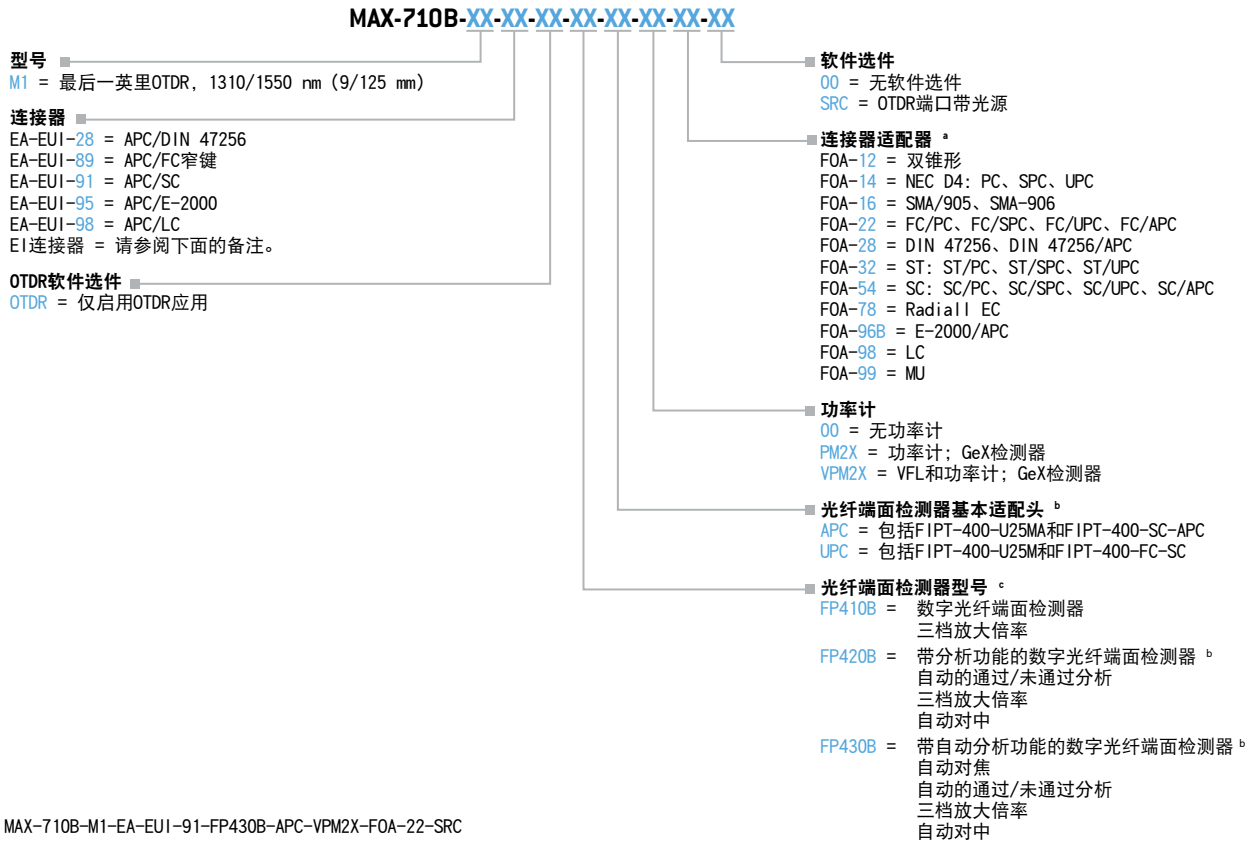 MAX-710B-XX-XX-XX-XX-XX-XX-XX-XX
型号
M1 = 最后一英里OTDR, 1310/1550 nm (9/125 mm)
连接器
EA-EUI-28 = APC/DIN 47256
EA-EUI-89 = APC/FC窄键
EA-EUI-91 = APC/SC
EA-EUI-95 = APC/E-2000
EA-EUI-98 = APC/LC
EI连接器 = 请参阅下面的备注。
OTDR软件选件
OTDR = 仅启用OTDR应用
软件选件
00 = 无软件选件
SRC = OTDR端口带光源
连接器适配器 a
FOA-12 = 双锥形
FOA-14 = NEC D4: PC、SPC、UPC
FOA-16 = SMA/905、SMA-906
FOA-22 = FC/PC、FC/SPC、FC/UPC、FC/APC
FOA-28 = DIN 47256、DIN 47256/APC
FOA-32 = ST: ST/PC、ST/SPC、ST/UPC
FOA-54 = SC: SC/PC、SC/SPC、SC/UPC、SC/APC
FOA-78 = Radiall EC
FOA-96B = E-2000/APC
FOA-98 = LC
FOA-99 = MU
功率计
00 = 无功率计
PM2X = 功率计; GeX检测器
VPM2X = VFL和功率计; GeX检测器
光纤端面检测器基本适配头 b
APC = 包括FIPT-400-U25MA和FIPT-400-SC-APC
UPC = 包括FIPT-400-U25M和FIPT-400-FC-SC
光纤端面检测器型号 c
FP410B = 数字光纤端面检测器
三档放大倍率
FP420B = 带分析功能的数字光纤端面检测器 b
自动的通过/未通过分析
三档放大倍率
自动对中
FP430B = 带自动分析功能的数字光纤端面检测器 b
自动对焦
自动的通过/未通过分析
三档放大倍率
自动对中
MAX-710B-M1-EA-EUI-91-FP430B-APC-VPM2X-FOA-22-SRC